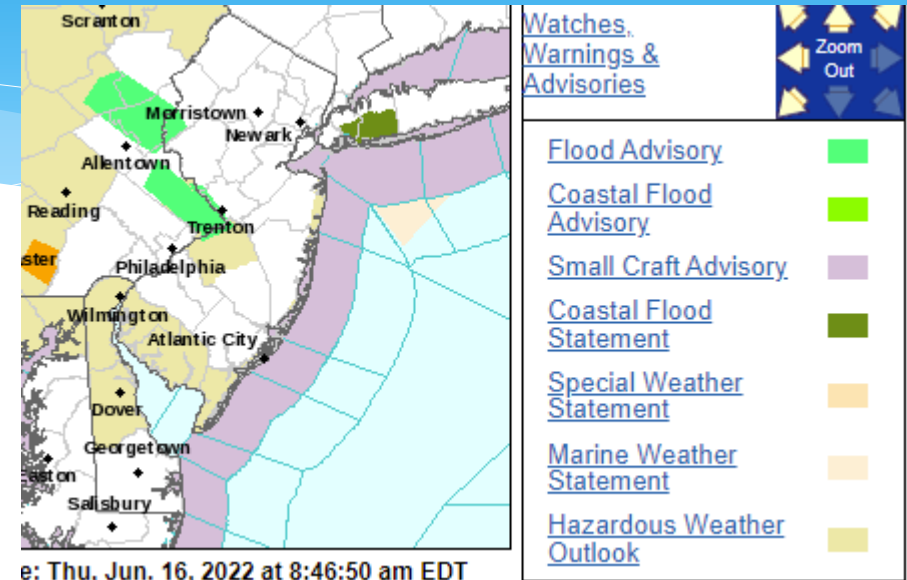 Scranton
Morristown
Newark
Allentown
Reading
Trenton
ster
Philadelphia
Wilmington
Atlantic City
Dover
Georgetown
aston
Salisbury
e: Thu, Jun. 16, 2022 at 8:46:50 am EDT
Watches,
Warnings &
Advisories
Zoom
Out
Flood Advisory
Coastal Flood
Advisory
Small Craft Advisory
Coastal Flood
Statement
Special Weather
Statement
Marine Weather
Statement
Hazardous Weather
Outlook